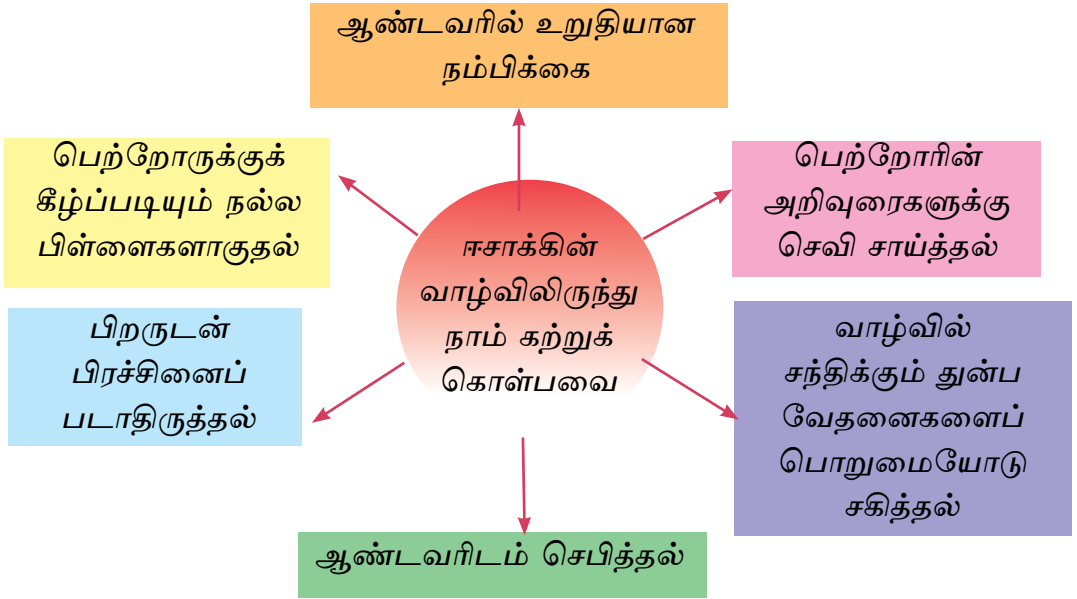 ஆண்டவரில் உறுதியான
நம்பிக்கை
பெற்றோருக்குக்
கீழ்ப்படியும் நல்ல
பிள்ளைகளாகுதல்
பெற்றோரின்
அறிவுரைகளுக்கு
செவி சாய்த்தல்
ஈசாக்கின்
வாழ்விலிருந்து
நாம் கற்றுக்
கொள்பவை
பிறருடன்
பிரச்சினைப்
படாதிருத்தல்
வாழ்வில்
சந்திக்கும் துன்ப
வேதனைகளைப்
பொறுமையோடு
சகித்தல்
ஆண்டவரிடம் செபித்தல்